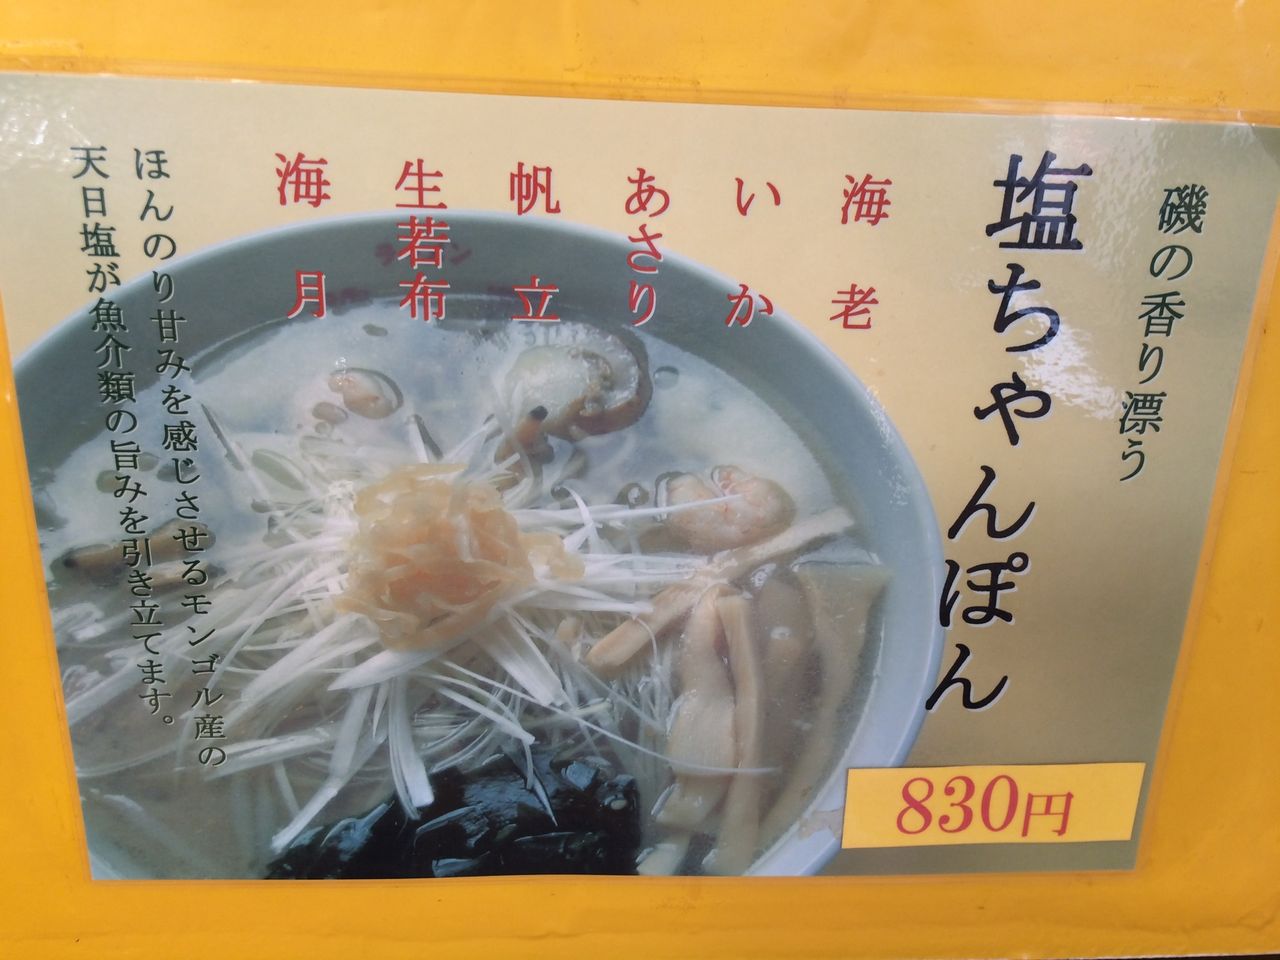 磯の香り漂う
塩ちゃんぽん
海老
いか
あさり
帆立
生若布
海月
ほんのり甘みを感じさせるモンゴル産の
天日塩が魚介類の旨みを引き立てます。
830円